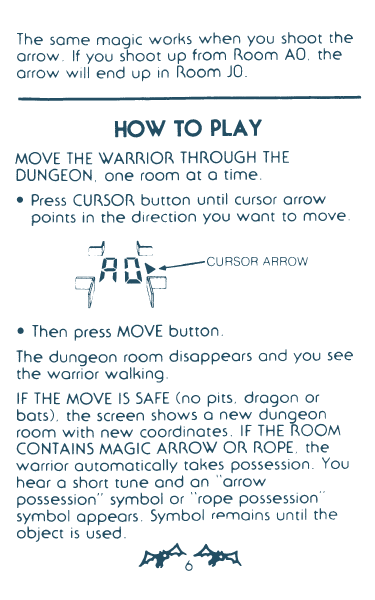 The same magic works when you shoot the
arrow. If you shoot up from Room A0, the
arrow will end up in Room J0.
HOW TO PLAY
MOVE THE WARRIOR THROUGH THE
DUNGEON, one room at a time.
• Press CURSOR button until cursor arrow
points in the direction you want to move.
A0
CURSOR ARROW
• Then press MOVE button.
The dungeon room disappears and you see
the warrior walking.
IF THE MOVE IS SAFE (no pits, dragon or
bats), the screen shows a new dungeon
room with new coordinates. IF THE ROOM
CONTAINS MAGIC ARROW OR ROPE, the
warrior automatically takes possession. You
hear a short tune and an "arrow
possession" symbol or "rope possession"
symbol appears. Symbol remains until the
object is used.
6